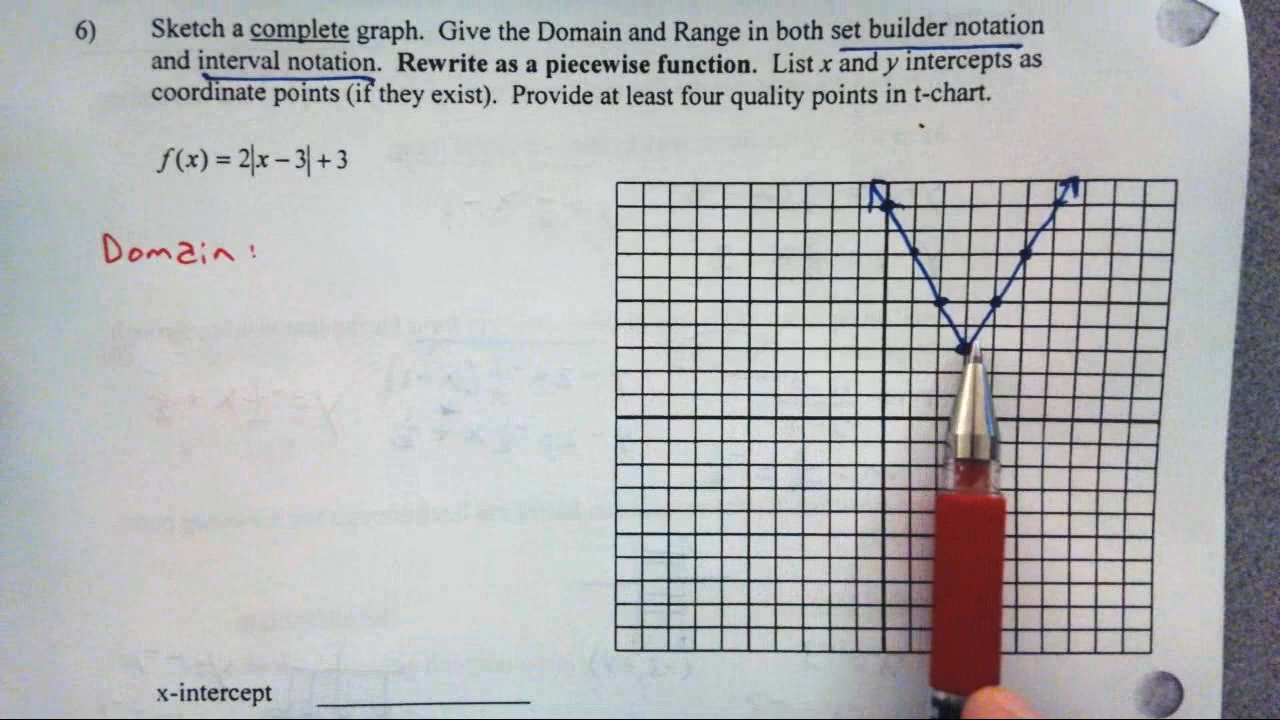 6) Sketch a complete graph. Give the Domain and Range in both set builder notation
and interval notation. Rewrite as a piecewise function. List x and y intercepts as
coordinate points (if they exist). Provide at least four quality points in t-chart.
f(x) = 2|x − 3| + 3
Domain:
x-intercept